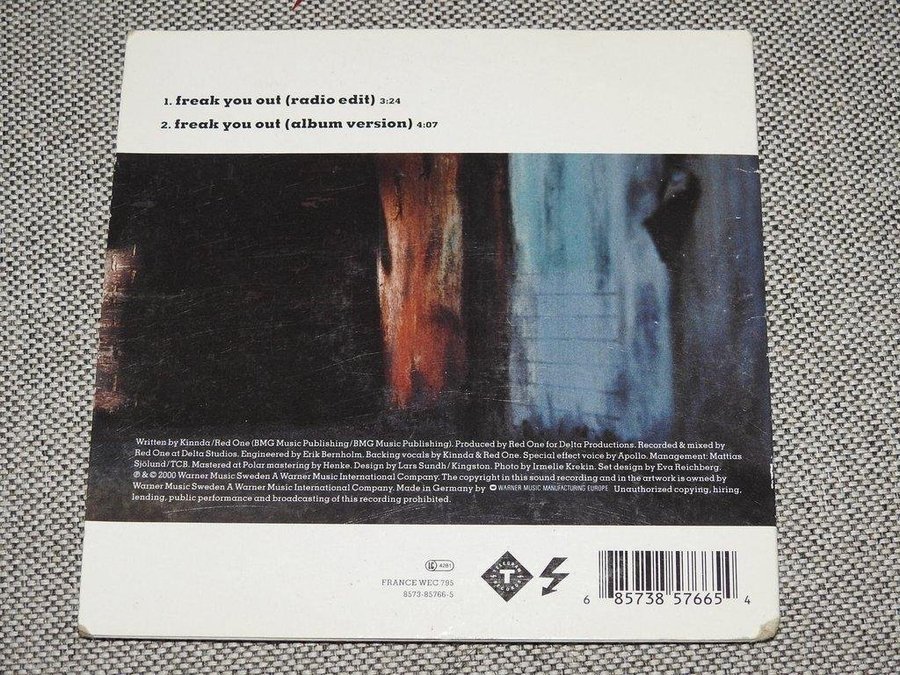 1. freak you out (radio edit) 3:24
2. freak you out (album version) 4:07
Written by Kinnda/Red One (BMG Music Publishing/BMG Music Publishing). Produced by Red One for Delta Productions. Recorded & mixed by
Red One at Delta Studios. Engineered by Erik Bernholm. Backing vocals by Kinnda & Red One. Special effect voice by Apollo. Management: Mattias
Sjölund/TCB. Mastered at Polar mastering by Henke. Design by Lars Sundh/Kingston. Photo by Irmelie Krekin. Set design by Eva Reichberg.
℗ & © 2000 Warner Music Sweden A Warner Music International Company. The copyright in this sound recording and in the artwork is owned by
Warner Music Sweden A Warner Music International Company. Made in Germany by WARNER MUSIC MANUFACTURING EUROPE Unauthorized copying, hiring,
lending, public performance and broadcasting of this recording prohibited.
LC 4281
FRANCE WEC 795
8573-85766-5
TELEGRAM
T
RECORDS
6 85738 57665 4